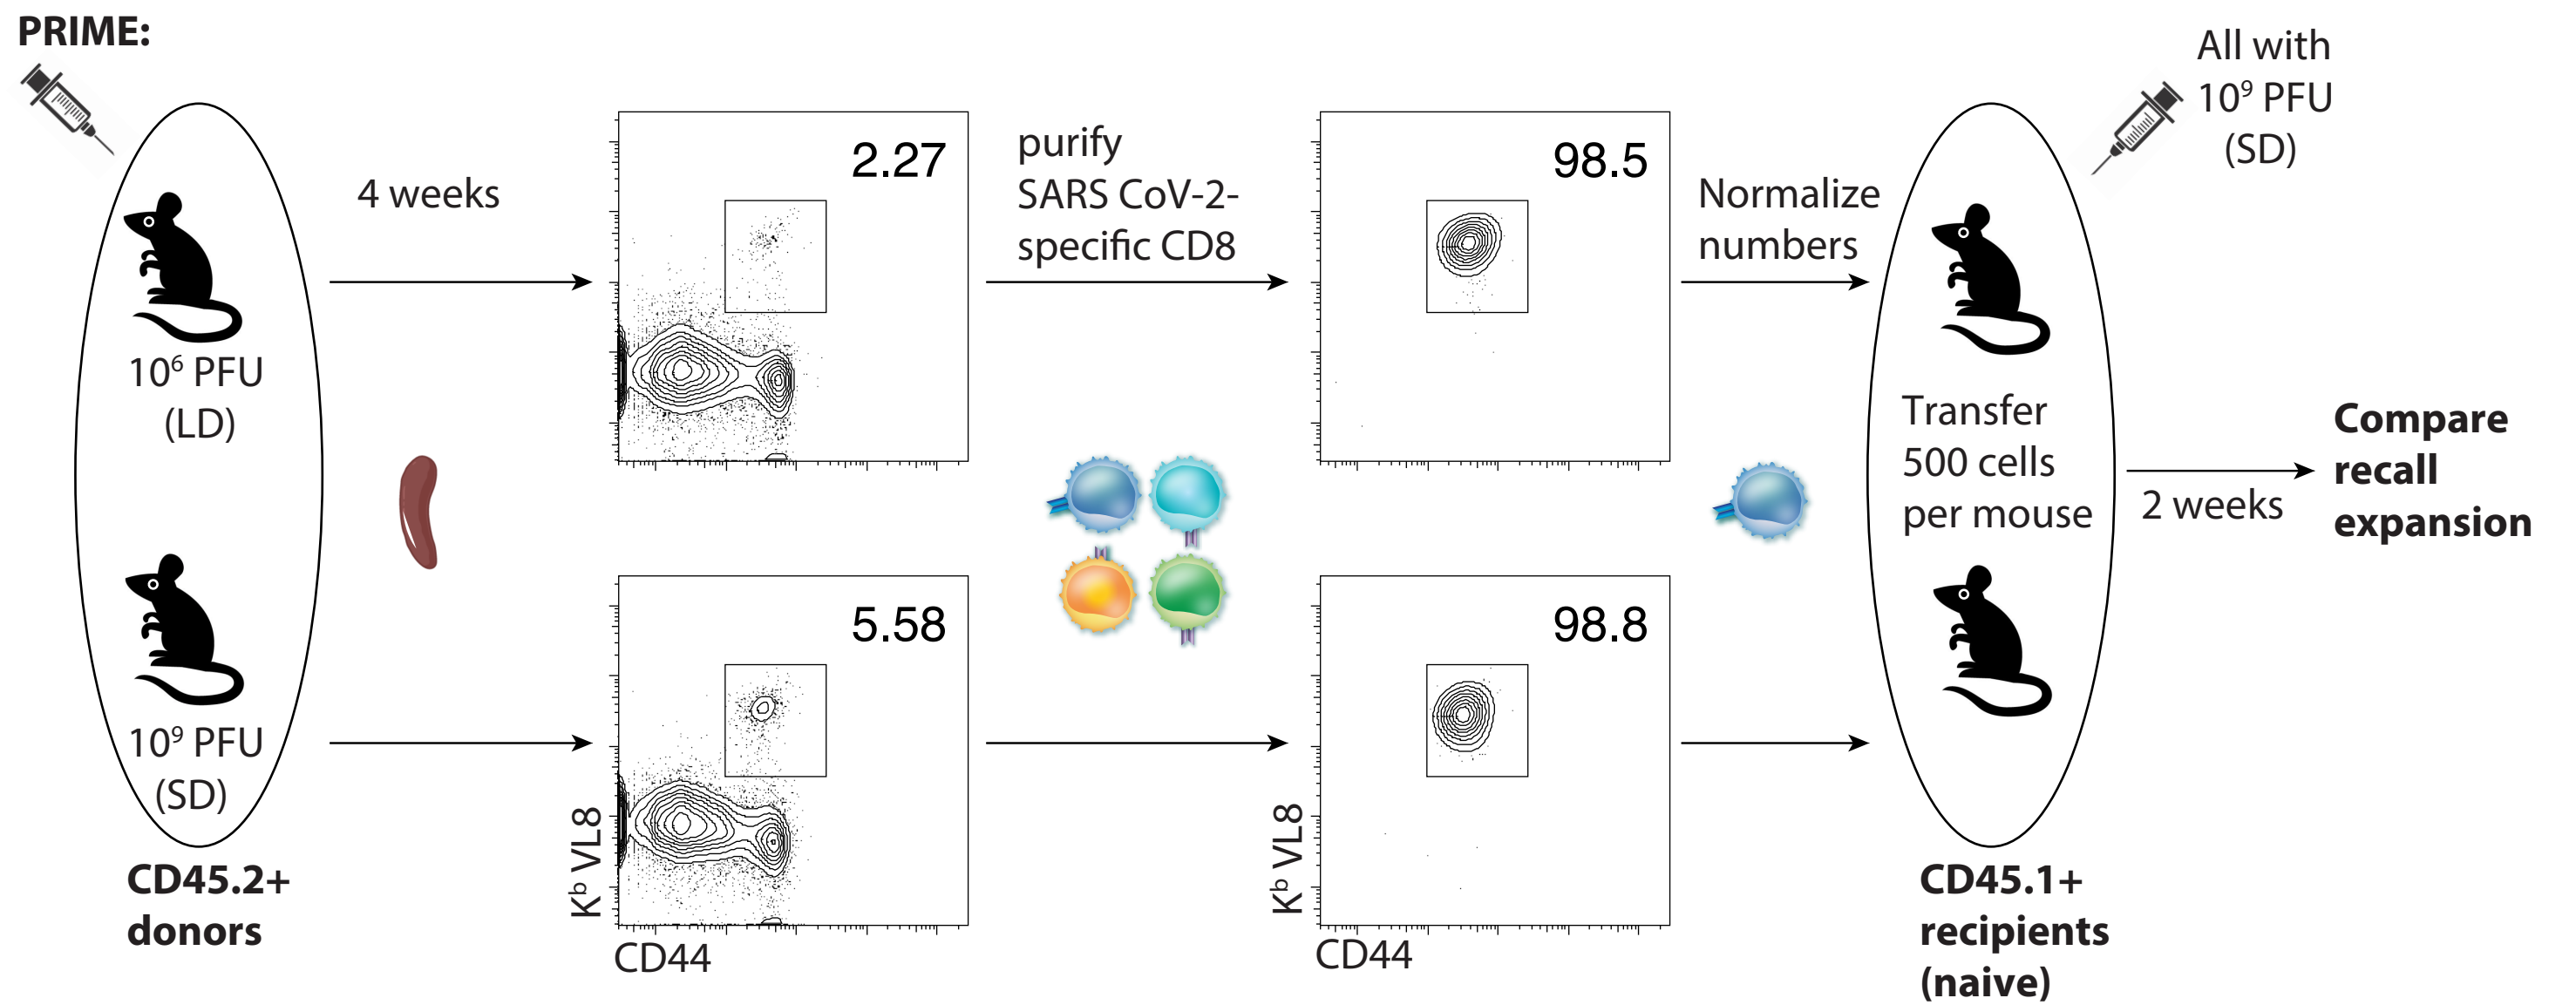 PRIME:
10⁶ PFU
(LD)
10⁹ PFU
(SD)
CD45.2+
donors
4 weeks
2.27
5.58
Kᵇ VL8
CD44
purify
SARS CoV-2-
specific CD8
98.5
98.8
Kᵇ VL8
CD44
Normalize
numbers
All with
10⁹ PFU
(SD)
Transfer
500 cells
per mouse
CD45.1+
recipients
(naive)
2 weeks
Compare
recall
expansion